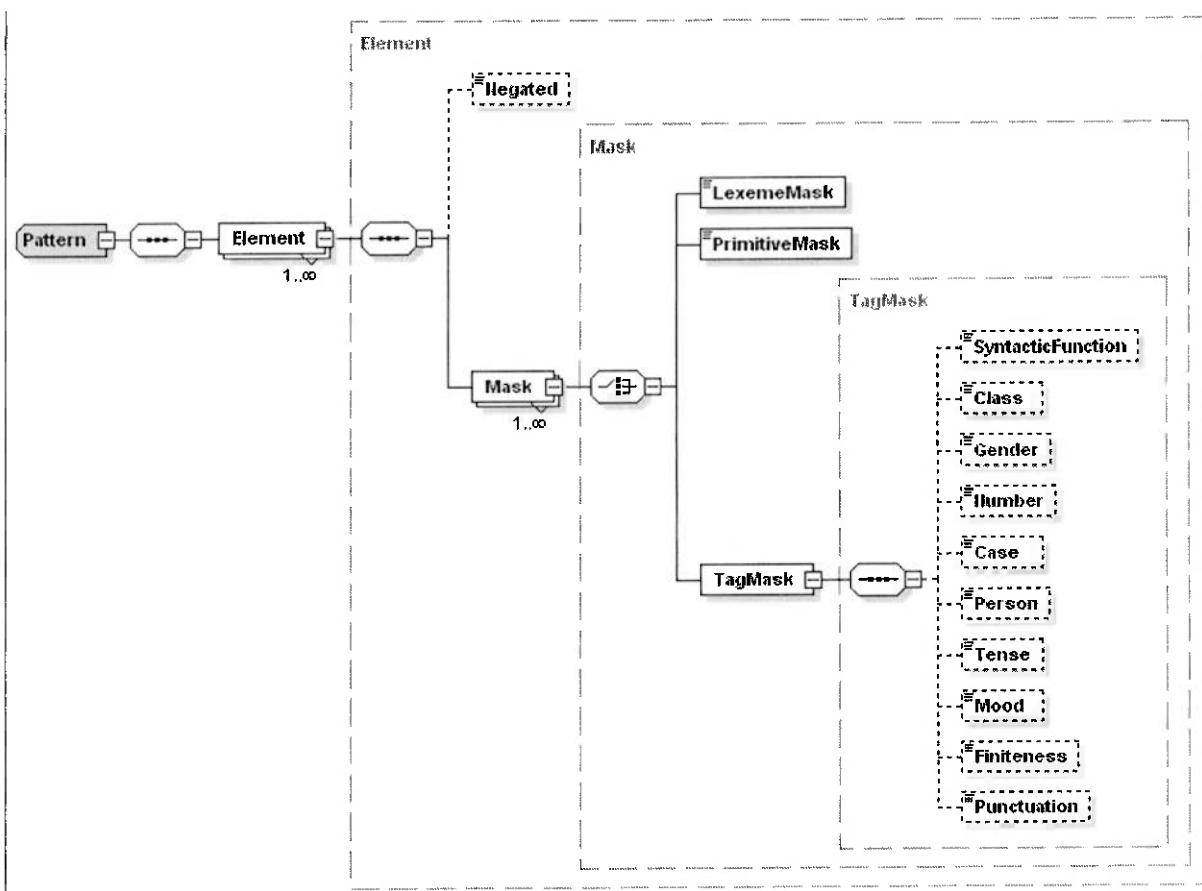 Element
Negated
Mask
LexemeMask
Pattern
Element
PrimitiveMask
1..∞
TagMask
SyntacticFunction
Mask
Class
1..∞
Gender
Number
Case
TagMask
Person
Tense
Mood
Finiteness
Punctuation